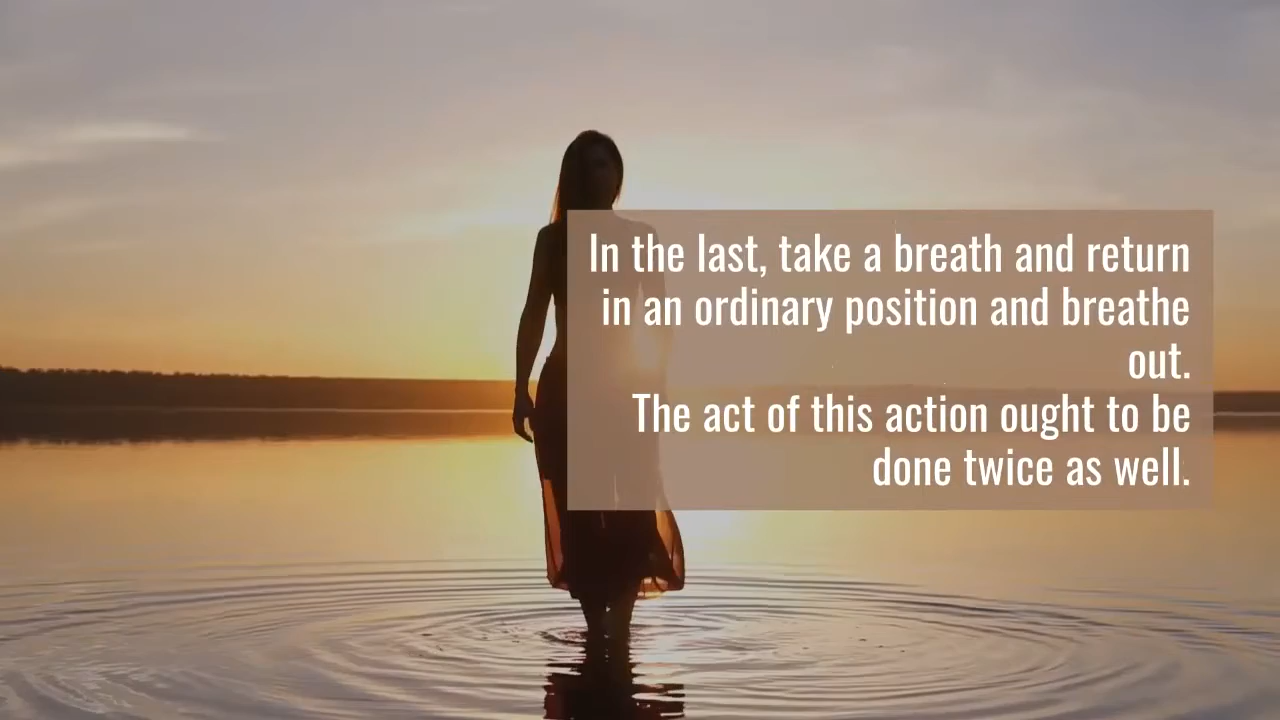 In the last, take a breath and return
in an ordinary position and breathe
out.
The act of this action ought to be
done twice as well.